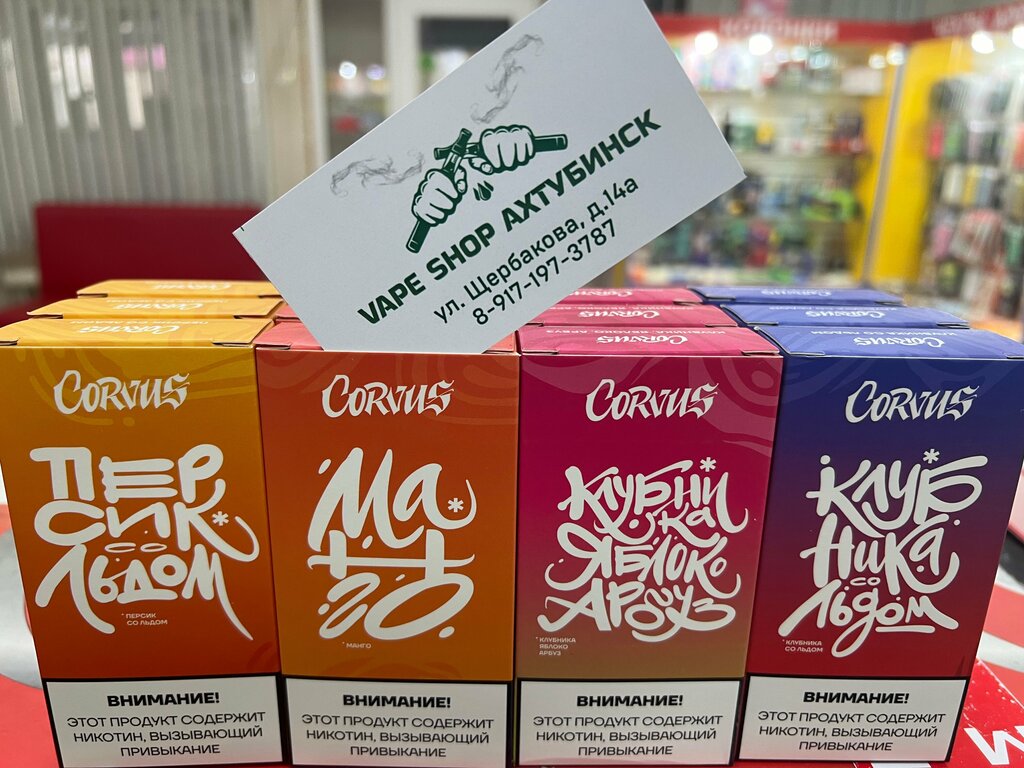 VAPE SHOP АХТУБИНСК
ул. Щербакова, д.14а
8-917-197-3787
CORVUS
ПЕР
СИК*
СО
ЛЬДОМ
* ПЕРСИК
СО ЛЬДОМ
ВНИМАНИЕ!
ЭТОТ ПРОДУКТ СОДЕРЖИТ
НИКОТИН, ВЫЗЫВАЮЩИЙ
ПРИВЫКАНИЕ
CORVUS
Ма*
н
го
* МАНГО
ВНИМАНИЕ!
ЭТОТ ПРОДУКТ СОДЕРЖИТ
НИКОТИН, ВЫЗЫВАЮЩИЙ
ПРИВЫКАНИЕ
CORVUS
КЛУБНИ*
КА
ЯБЛОКО
АРБУЗ
* КЛУБНИКА
ЯБЛОКО
АРБУЗ
ВНИМАНИЕ!
ЭТОТ ПРОДУКТ СОДЕРЖИТ
НИКОТИН, ВЫЗЫВАЮЩИЙ
ПРИВЫКАНИЕ
CORVUS
КЛУБ*
НИКА
СО
ЛЬДОМ
* КЛУБНИКА
СО ЛЬДОМ
ВНИМАНИЕ!
ЭТОТ ПРОДУКТ СОДЕРЖИТ
НИКОТИН, ВЫЗЫВАЮЩИЙ
ПРИВЫКАНИЕ